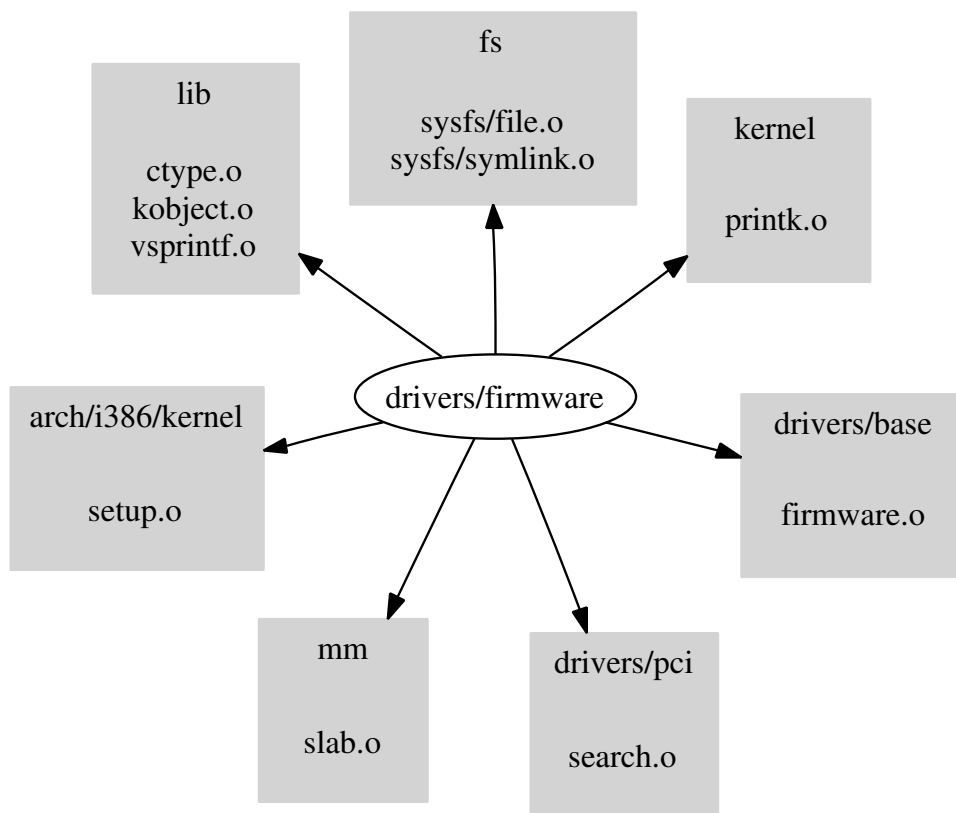 fs
sysfs/file.o
sysfs/symlink.o
lib
ctype.o
kobject.o
vsprintf.o
kernel
printk.o
drivers/firmware
arch/i386/kernel
setup.o
drivers/base
firmware.o
mm
slab.o
drivers/pci
search.o